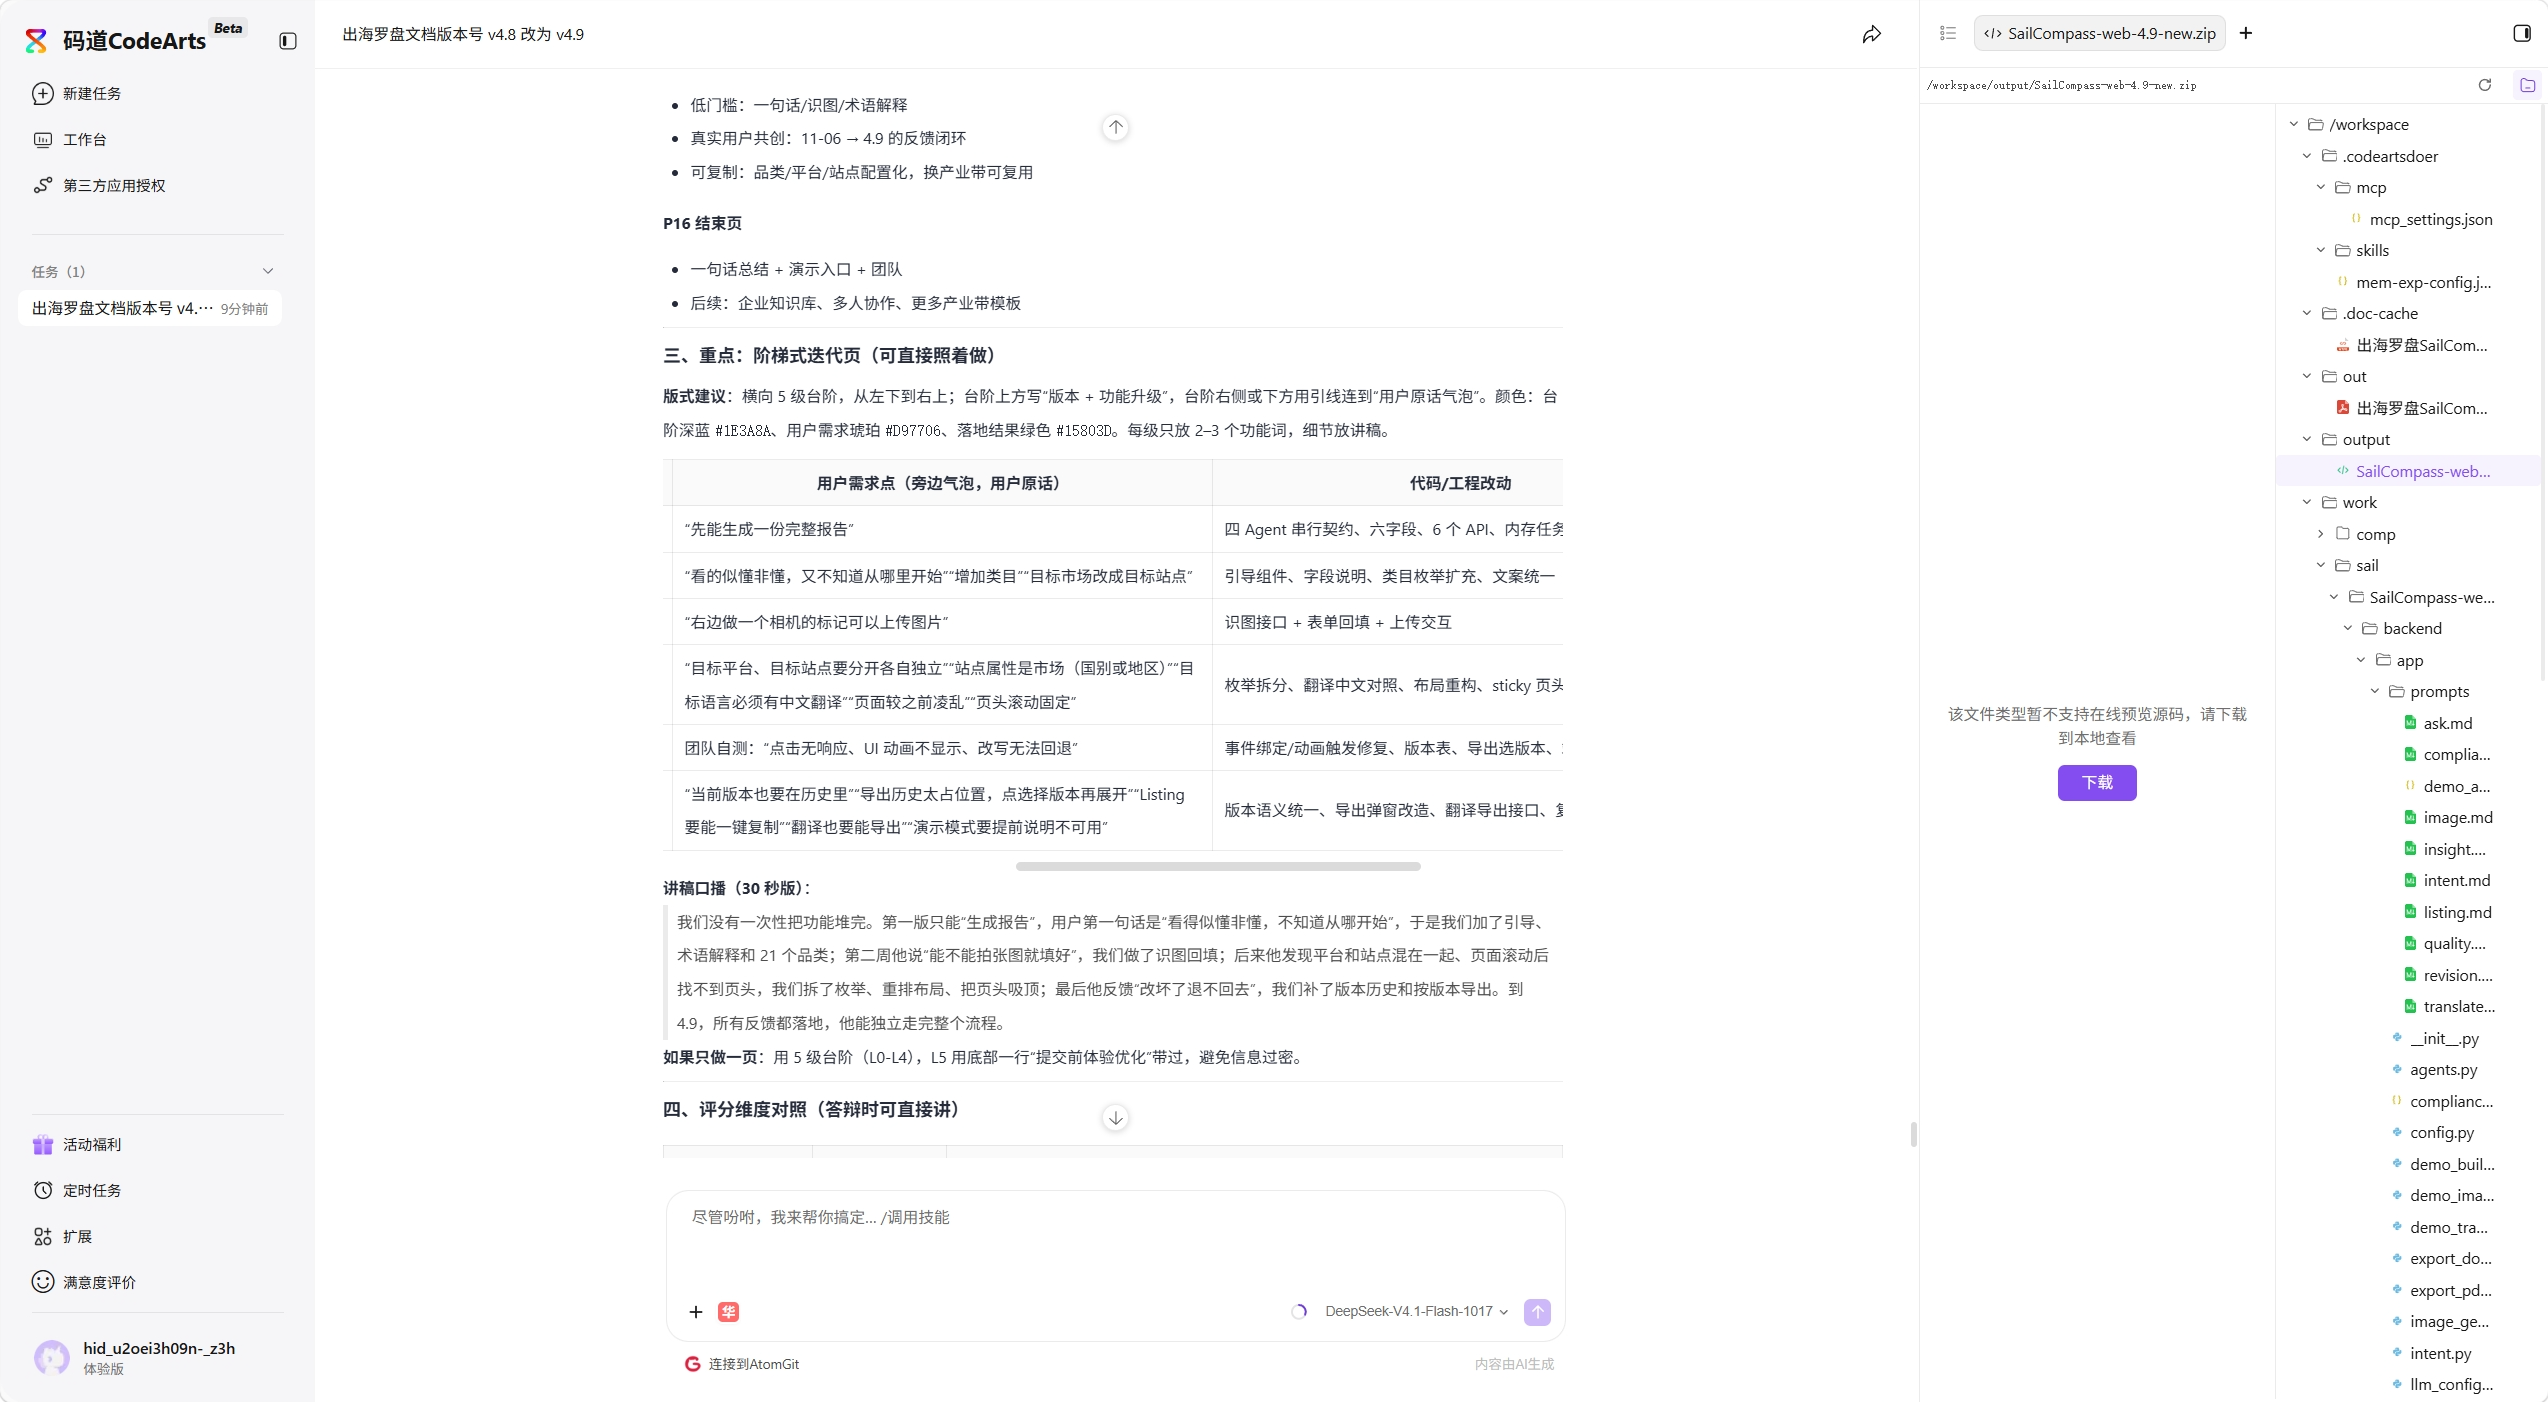 码道CodeArts
Beta
新建任务
工作台
第三方应用授权
任务（1）
出海罗盘文档版本号 v4.··· 9分钟前
活动福利
定时任务
扩展
满意度评价
hid_u2oei3h09n-_z3h
体验版
出海罗盘文档版本号 v4.8 改为 v4.9
低门槛：一句话/识图/术语解释
真实用户共创：11-06 → 4.9 的反馈闭环
可复制：品类/平台/站点配置化，换产业带可复用
P16 结束页
一句话总结 + 演示入口 + 团队
后续：企业知识库、多人协作、更多产业带模板
三、重点：阶梯式迭代页（可直接照着做）
版式建议：横向 5 级台阶，从左下到右上；台阶上方写“版本 + 功能升级”，台阶右侧或下方用引线连到“用户原话气泡”。颜色：台
阶深蓝 #1E3A8A、用户需求琥珀 #D97706、落地结果绿色 #15803D。每级只放 2–3 个功能词，细节放讲稿。
用户需求点（旁边气泡，用户原话） 代码/工程改动
“先能生成一份完整报告” 四 Agent 串行契约、六字段、6 个 API、内存任务
“看的似懂非懂，又不知道从哪里开始”“增加类目”“目标市场改成目标站点” 引导组件、字段说明、类目枚举扩充、文案统一
“右边做一个相机的标记可以上传图片” 识图接口 + 表单回填 + 上传交互
“目标平台、目标站点要分开各自独立”“站点属性是市场（国别或地区）”“目
标语言必须有中文翻译”“页面较之前凌乱”“页头滚动固定” 枚举拆分、翻译中文对照、布局重构、sticky 页头
团队自测：“点击无响应、UI 动画不显示、改写无法回退” 事件绑定/动画触发修复、版本表、导出选版本、
“当前版本也要在历史里”“导出历史太占位置，点选择版本再展开”“Listing
要能一键复制”“翻译也要能导出”“演示模式要提前说明不可用” 版本语义统一、导出弹窗改造、翻译导出接口、复
讲稿口播（30 秒版）：
我们没有一次性把功能堆完。第一版只能“生成报告”，用户第一句话是“看得似懂非懂，不知道从哪开始”，于是我们加了引导、
术语解释和 21 个品类；第二周他说“能不能拍张图就填好”，我们做了识图回填；后来他发现平台和站点混在一起、页面滚动后
找不到页头，我们拆了枚举、重排布局、把页头吸顶；最后他反馈“改坏了退不回去”，我们补了版本历史和按版本导出。到
4.9，所有反馈都落地，他能独立走完整个流程。
如果只做一页：用 5 级台阶（L0-L4），L5 用底部一行“提交前体验优化”带过，避免信息过密。
四、评分维度对照（答辩时可直接讲）
尽管吩咐，我来帮你搞定... /调用技能
华
DeepSeek-V4.1-Flash-1017
连接到AtomGit
内容由AI生成
SailCompass-web-4.9-new.zip
/workspace/output/SailCompass-web-4.9-new.zip
该文件类型暂不支持在线预览源码，请下载
到本地查看
下载
/workspace
.codeartsdoer
mcp
mcp_settings.json
skills
mem-exp-config.j...
.doc-cache
出海罗盘SailCom...
out
出海罗盘SailCom...
output
SailCompass-web...
work
comp
sail
SailCompass-we...
backend
app
prompts
ask.md
complia...
demo_a...
image.md
insight....
intent.md
listing.md
quality....
revision....
translate...
__init__.py
agents.py
complianc...
config.py
demo_buil...
demo_ima...
demo_tra...
export_do...
export_pd...
image_ge...
intent.py
llm_config...